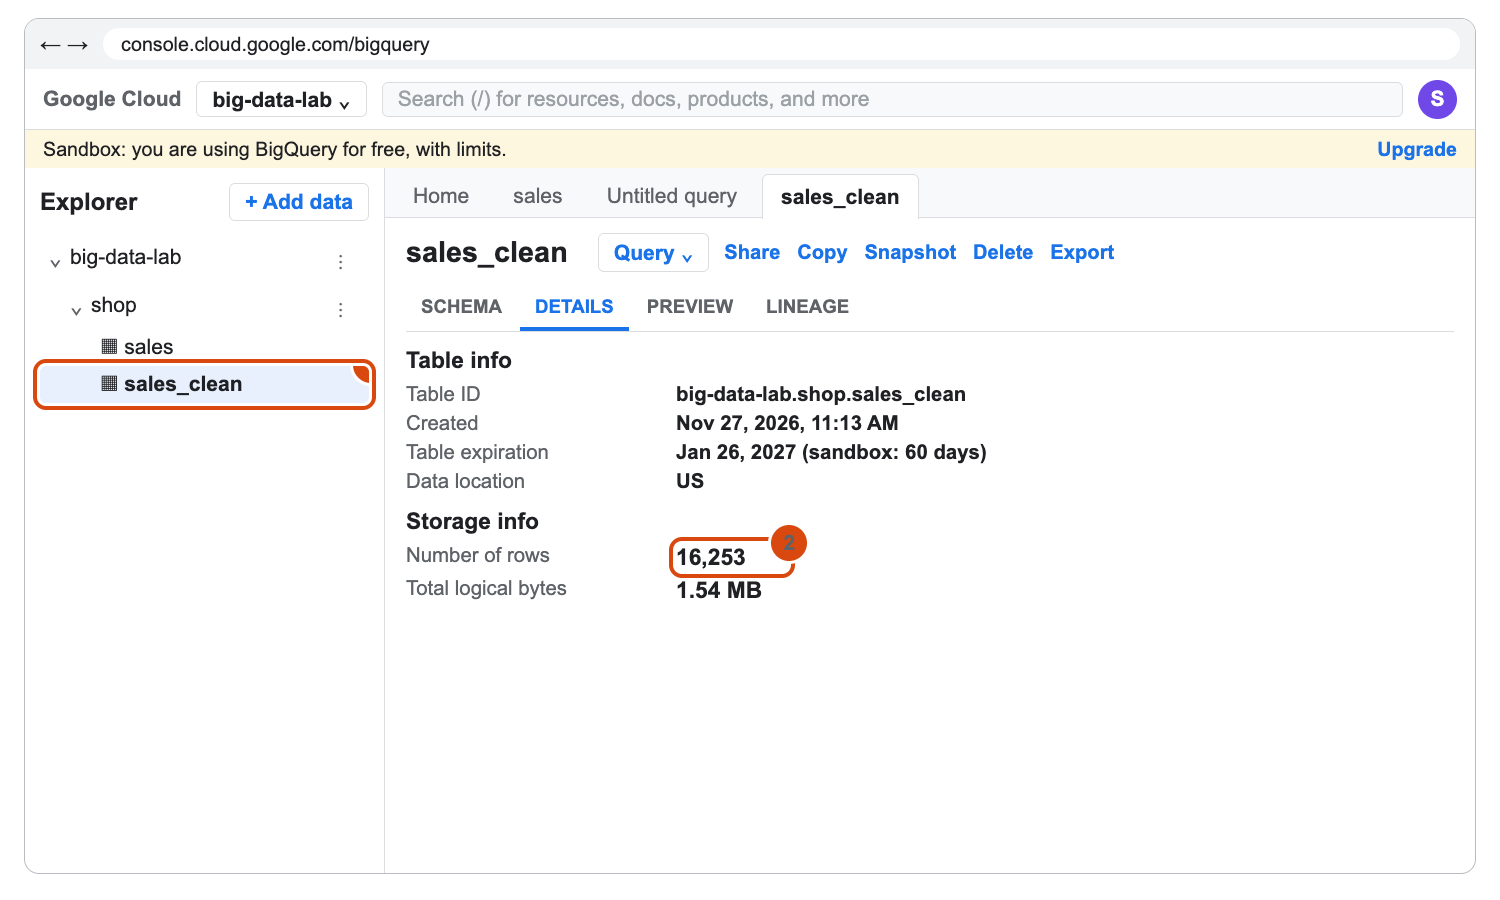 console.cloud.google.com/bigquery
Google Cloud big-data-lab Search (/) for resources, docs, products, and more S
Sandbox: you are using BigQuery for free, with limits. Upgrade
Explorer + Add data
big-data-lab
shop
sales
sales_clean
Home sales Untitled query sales_clean
sales_clean Query Share Copy Snapshot Delete Export
SCHEMA DETAILS PREVIEW LINEAGE
Table info
Table ID big-data-lab.shop.sales_clean
Created Nov 27, 2026, 11:13 AM
Table expiration Jan 26, 2027 (sandbox: 60 days)
Data location US
Storage info
Number of rows 16,253 2
Total logical bytes 1.54 MB